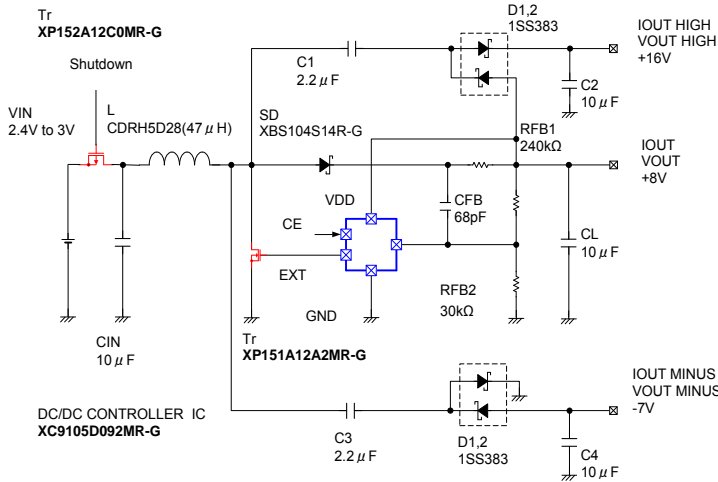 Tr
XP152A12C0MR-G
Shutdown
VIN
2.4V to 3V
L
CDRH5D28(47μH)
C1
2.2μF
D1,2
1SS383
IOUT HIGH
VOUT HIGH
+16V
C2
10μF
SD
XBS104S14R-G
RFB1
240kΩ
IOUT
VOUT
+8V
VDD
CFB
68pF
CE
CL
10μF
EXT
RFB2
30kΩ
GND
CIN
10μF
Tr
XP151A12A2MR-G
DC/DC CONTROLLER IC
XC9105D092MR-G
C3
2.2μF
D1,2
1SS383
IOUT MINUS
VOUT MINUS
-7V
C4
10μF